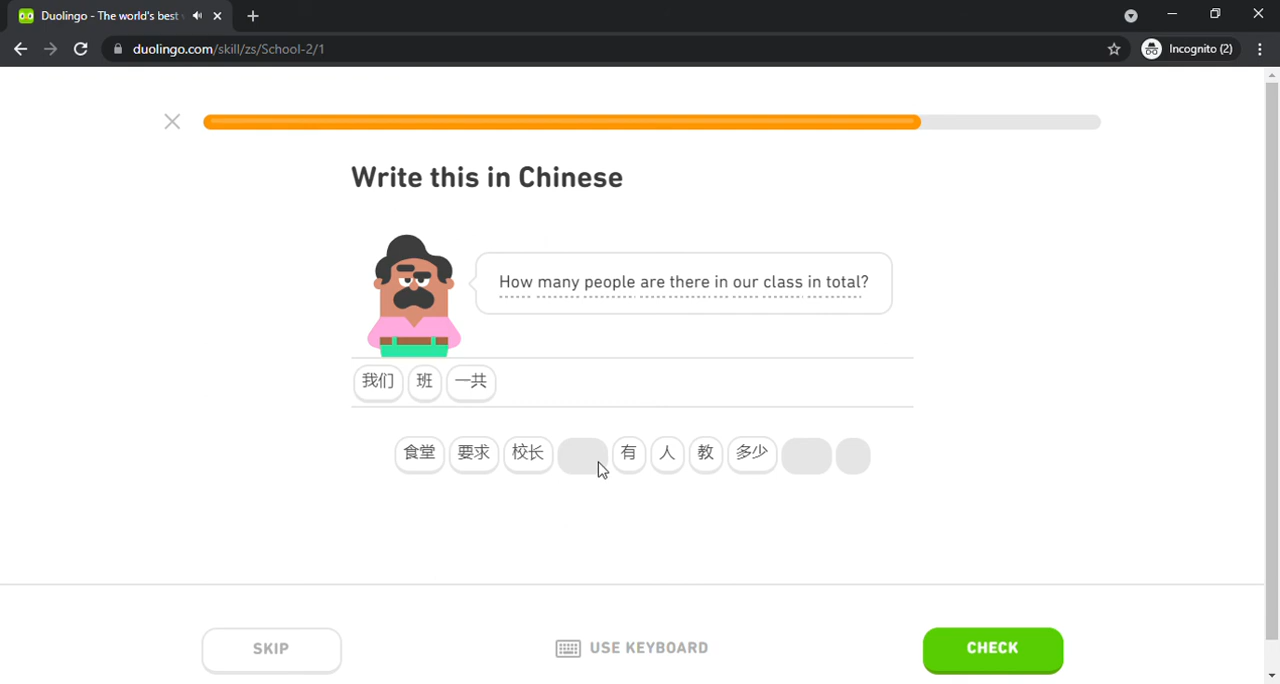 Duolingo - The world's best
duolingo.com/skill/zs/School-2/1
Incognito (2)
Write this in Chinese
How many people are there in our class in total?
我们 班 一共
食堂 要求 校长 有 人 教 多少
SKIP
USE KEYBOARD
CHECK